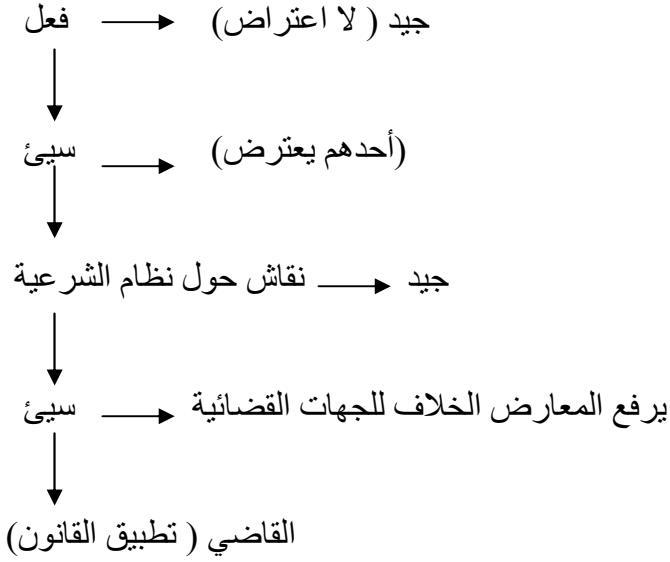 فعل ⟶ جيد ( لا اعتراض)
سيئ ⟶ (أحدهم يعترض)
نقاش حول نظام الشرعية ⟶ جيد
سيئ ⟶ يرفع المعارض الخلاف للجهات القضائية
القاضي ( تطبيق القانون)